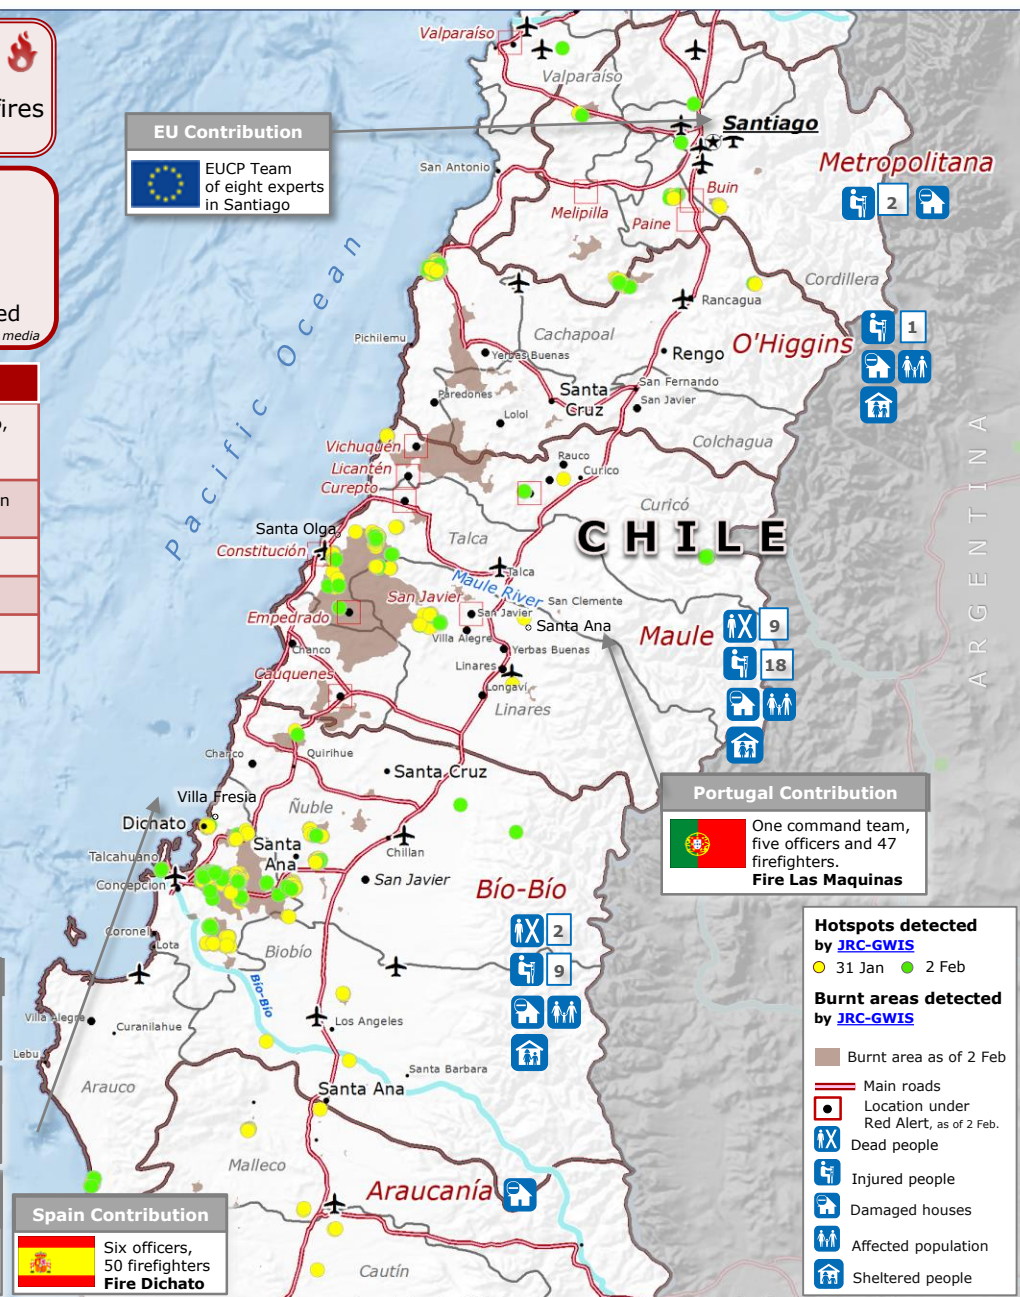 fires
ed
media
,
n
EU Contribution
EUCP Team
of eight experts
in Santiago
Valparaíso
Valparaíso
Santiago
San Antonio
Metropolitana
2
Melipilla
Buin
Paine
Cordillera
Rancagua
Pacific Ocean
Pichilemu
Cachapoal
O'Higgins
1
Yerbas Buenas
Rengo
Santa
Cruz
San Fernando
San Javier
Paredones
Lolol
Colchagua
Vichuquén
Licantén
Curepto
Rauco
Curico
Curicó
ARGENTINA
Santa Olga
Constitución
Talca
CHILE
Talca
Maule River
San Clemente
San Javier
San Javier
Empedrado
Santa Ana
Villa Alegre
Maule
9
18
Chanco
Yerbas Buenas
Linares
Cauquenes
Longaví
Linares
Chanco
Quirihue
Santa Cruz
Villa Fresia
Ñuble
Dichato
Portugal Contribution
One command team,
five officers and 47
firefighters.
Fire Las Maquinas
Santa
Ana
Chillan
Talcahuano
Concepcion
San Javier
Bío-Bío
2
9
Coronel
Lota
Biobío
Bío-Bío
Villa Alegre
Curanilahue
Los Angeles
Lebu
Arauco
Santa Barbara
Santa Ana
Malleco
Araucanía
Cautín
Spain Contribution
Six officers,
50 firefighters
Fire Dichato
Hotspots detected
by JRC-GWIS
31 Jan 2 Feb
Burnt areas detected
by JRC-GWIS
Burnt area as of 2 Feb
Main roads
Location under
Red Alert, as of 2 Feb.
Dead people
Injured people
Damaged houses
Affected population
Sheltered people